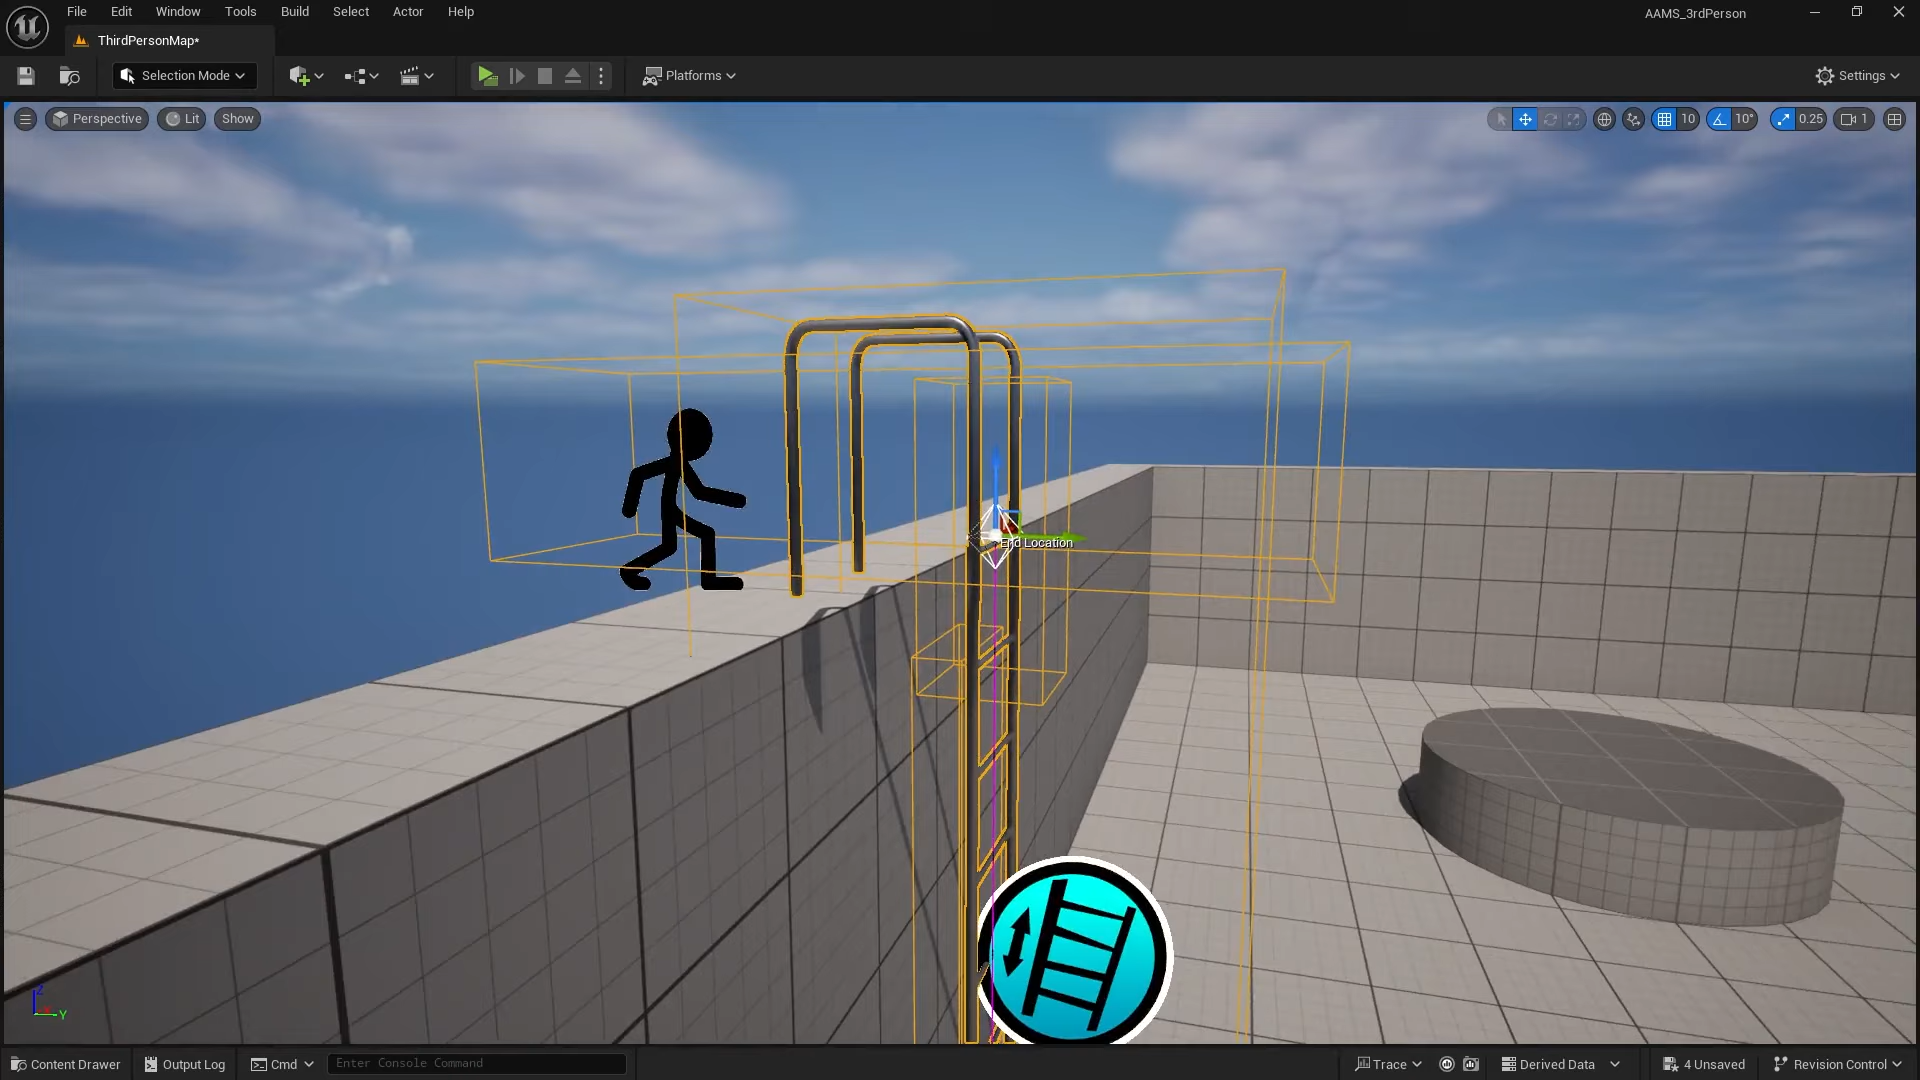 File Edit Window Tools Build Select Actor Help
AAMS_3rdPerson
ThirdPersonMap*
Selection Mode
Platforms
Settings
Perspective Lit Show
10 10° 0.25 1
End Location
Z
Y
Content Drawer Output Log Cmd Enter Console Command
Trace Derived Data 4 Unsaved Revision Control